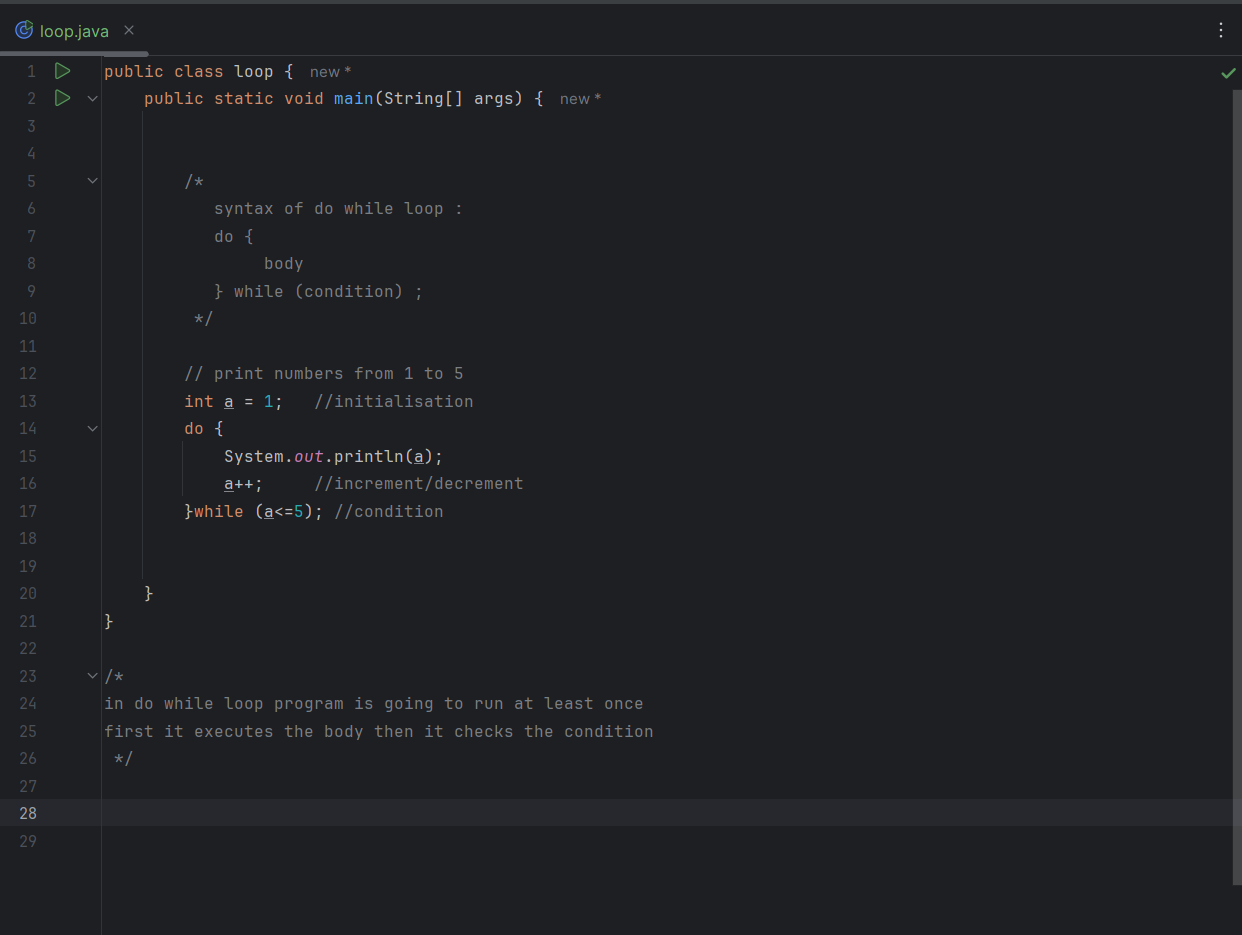 loop.java
1 public class loop { new *
2 public static void main(String[] args) { new *
3
4
5 /*
6 syntax of do while loop :
7 do {
8 body
9 } while (condition) ;
10 */
11
12 // print numbers from 1 to 5
13 int a = 1; //initialisation
14 do {
15 System.out.println(a);
16 a++; //increment/decrement
17 }while (a<=5); //condition
18
19
20 }
21 }
22
23 /*
24 in do while loop program is going to run at least once
25 first it executes the body then it checks the condition
26 */
27
28
29